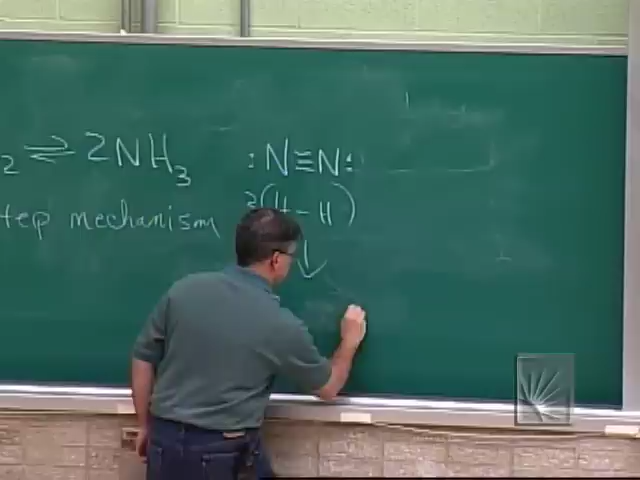 2 ⇌ 2NH3
:N≡N:
3(H-H)
tep mechanism